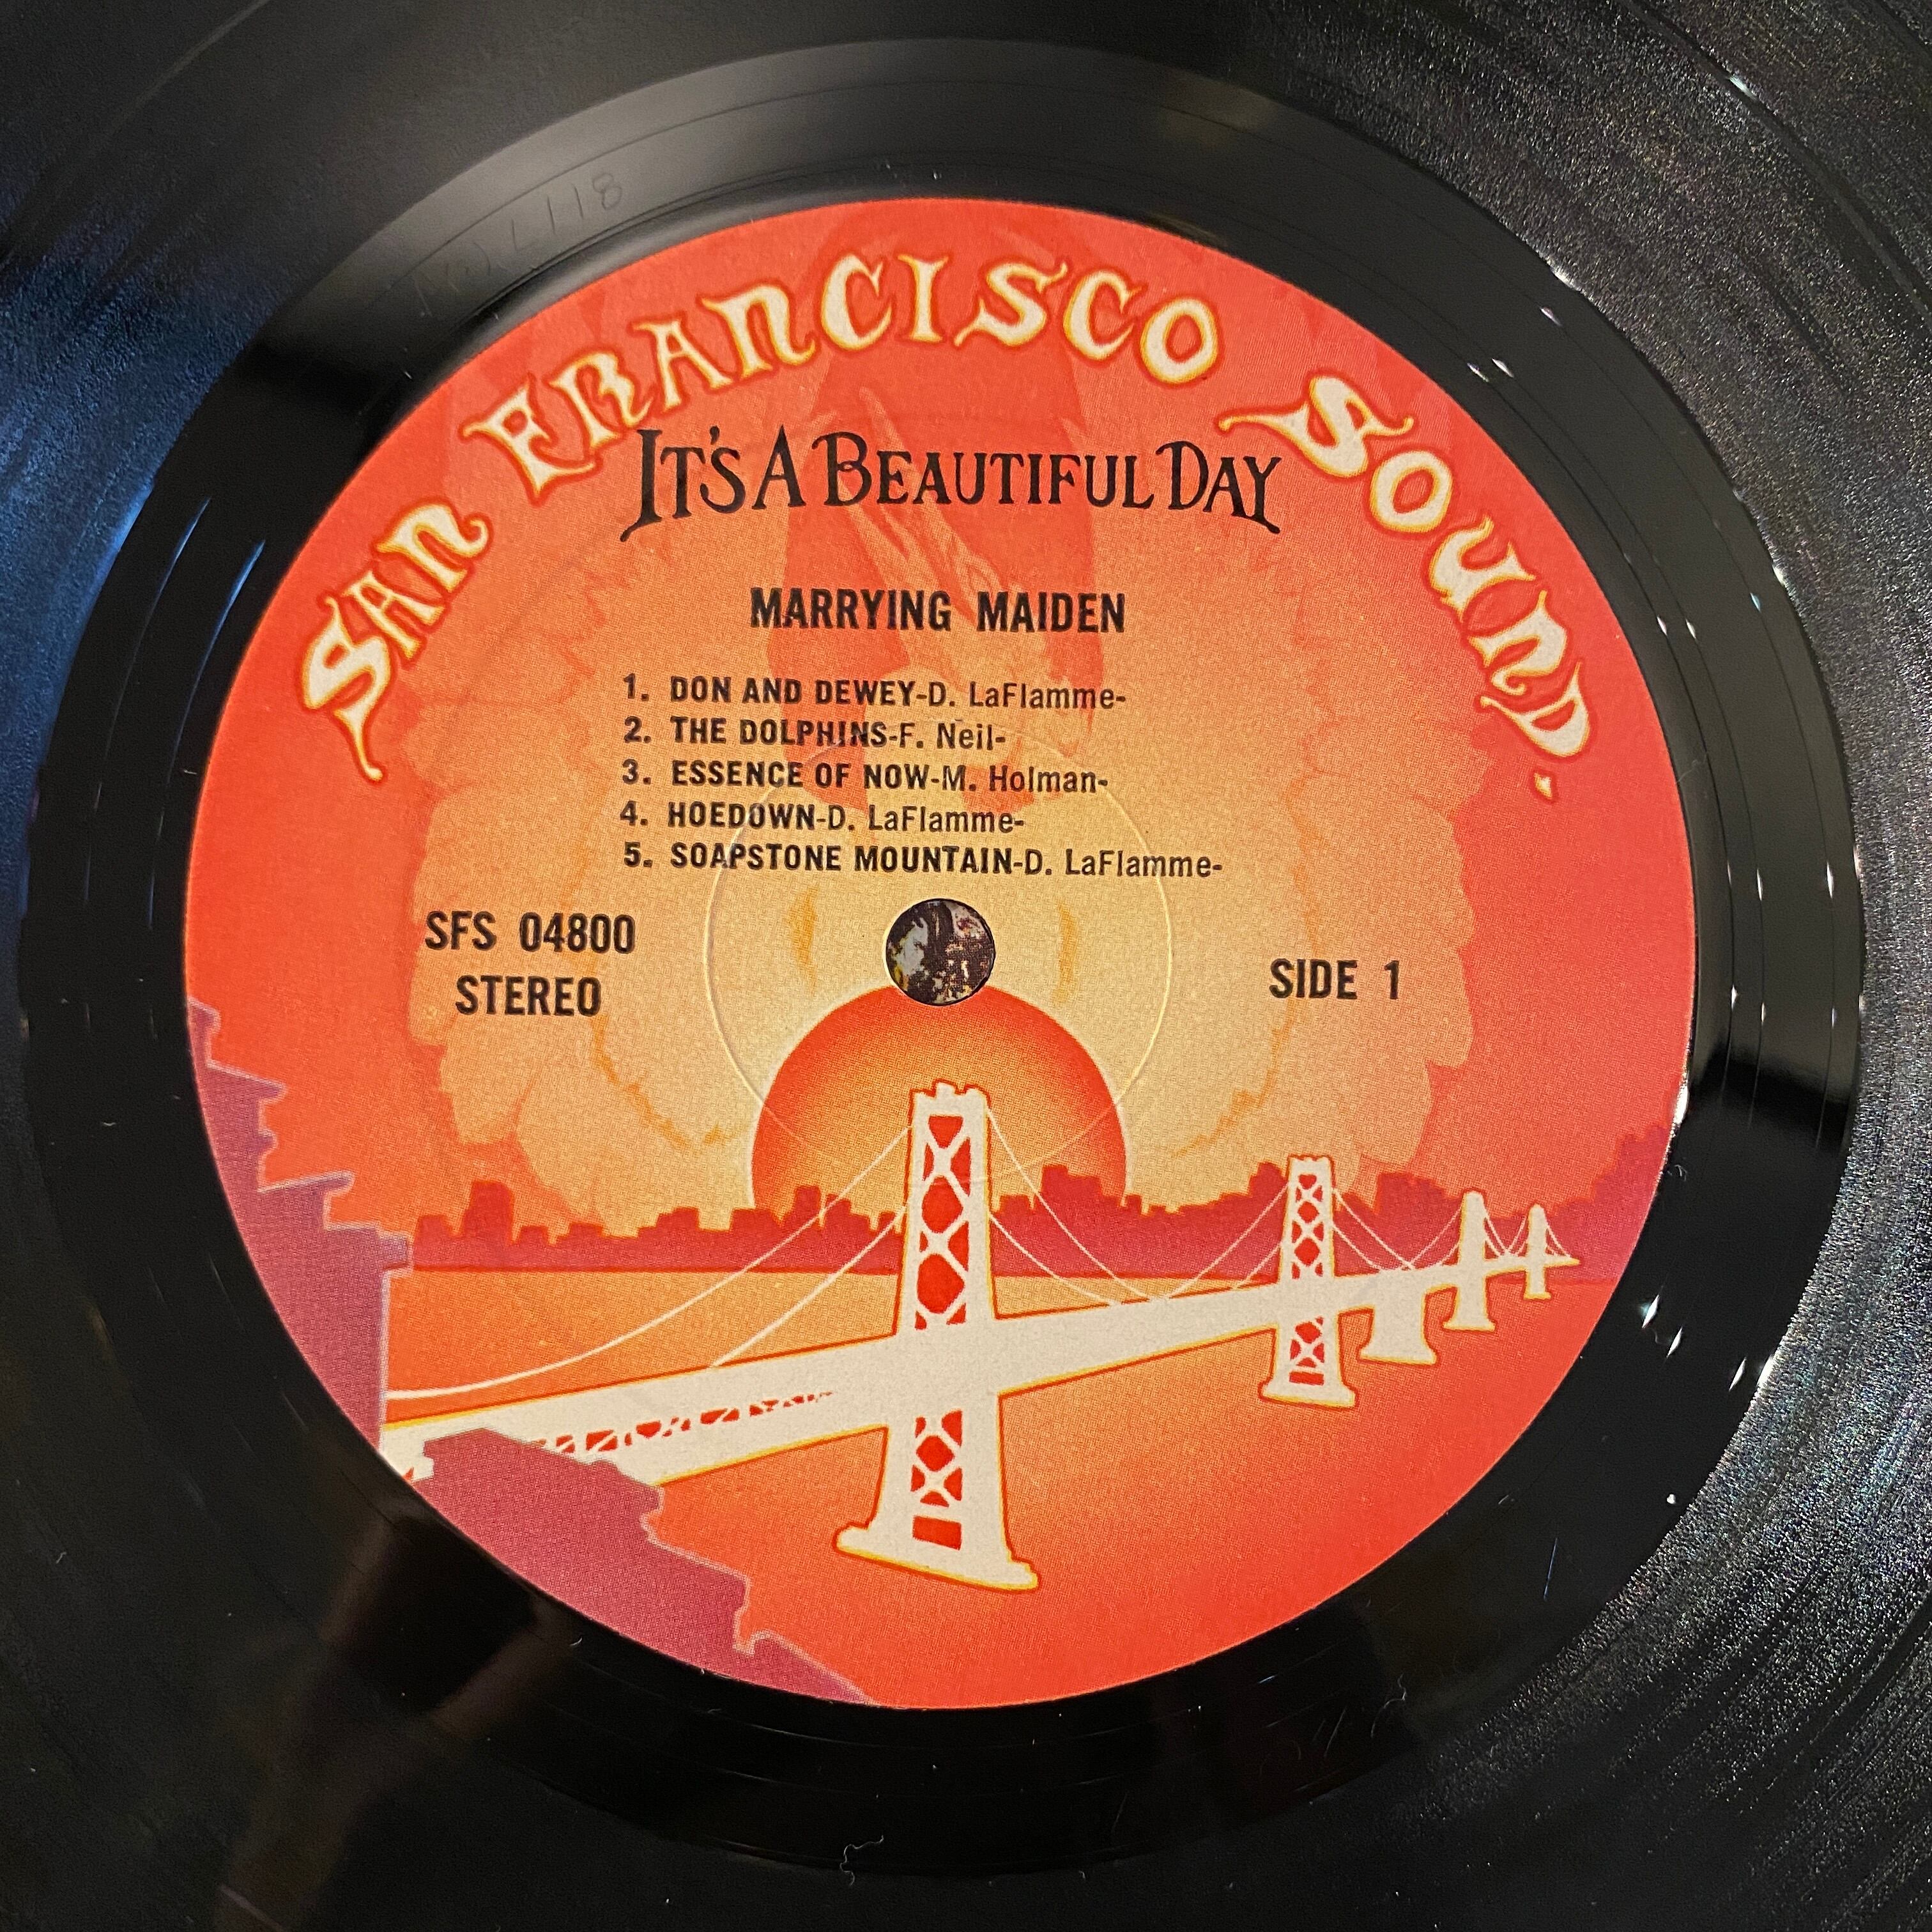 SAN FRANCISCO SOUND.
IT'S A BEAUTIFUL DAY
MARRYING MAIDEN
1. DON AND DEWEY-D. LaFlamme-
2. THE DOLPHINS-F. Neil-
3. ESSENCE OF NOW-M. Holman-
4. HOEDOWN-D. LaFlamme-
5. SOAPSTONE MOUNTAIN-D. LaFlamme-
SFS 04800
STEREO
SIDE 1